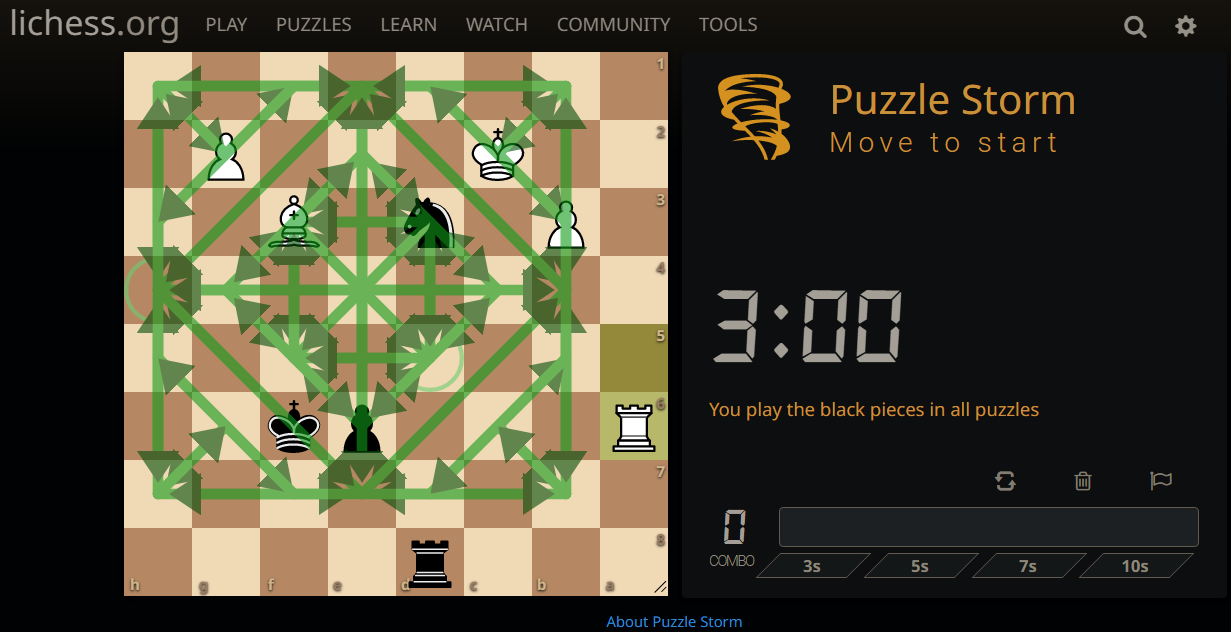 lichess.org PLAY PUZZLES LEARN WATCH COMMUNITY TOOLS
1
2
3
4
5
6
7
8
h g f e d c b a
Puzzle Storm
Move to start
3:00
You play the black pieces in all puzzles
0
COMBO
3s 5s 7s 10s
About Puzzle Storm